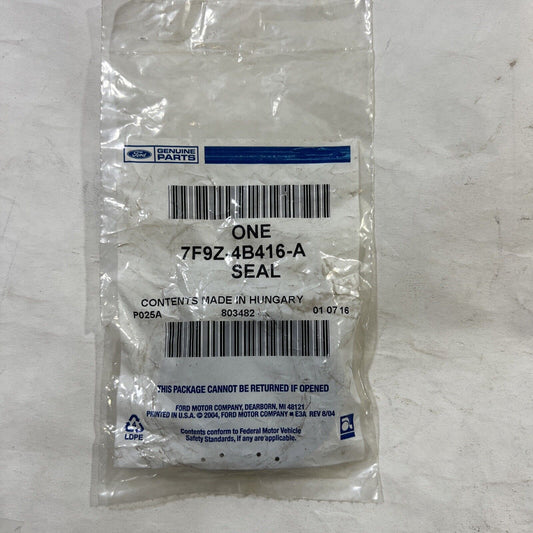 Ford GENUINE PARTS
ONE
7F9Z-4B416-A
SEAL
CONTENTS MADE IN HUNGARY
P025A 803482 01 07 16
THIS PACKAGE CANNOT BE RETURNED IF OPENED
FORD MOTOR COMPANY, DEARBORN, MI 48121
PRINTED IN U.S.A. © 2004, FORD MOTOR COMPANY ■ E3A REV 8/04
Contents conform to Federal Motor Vehicle
Safety Standards, if any are applicable.
LDPE